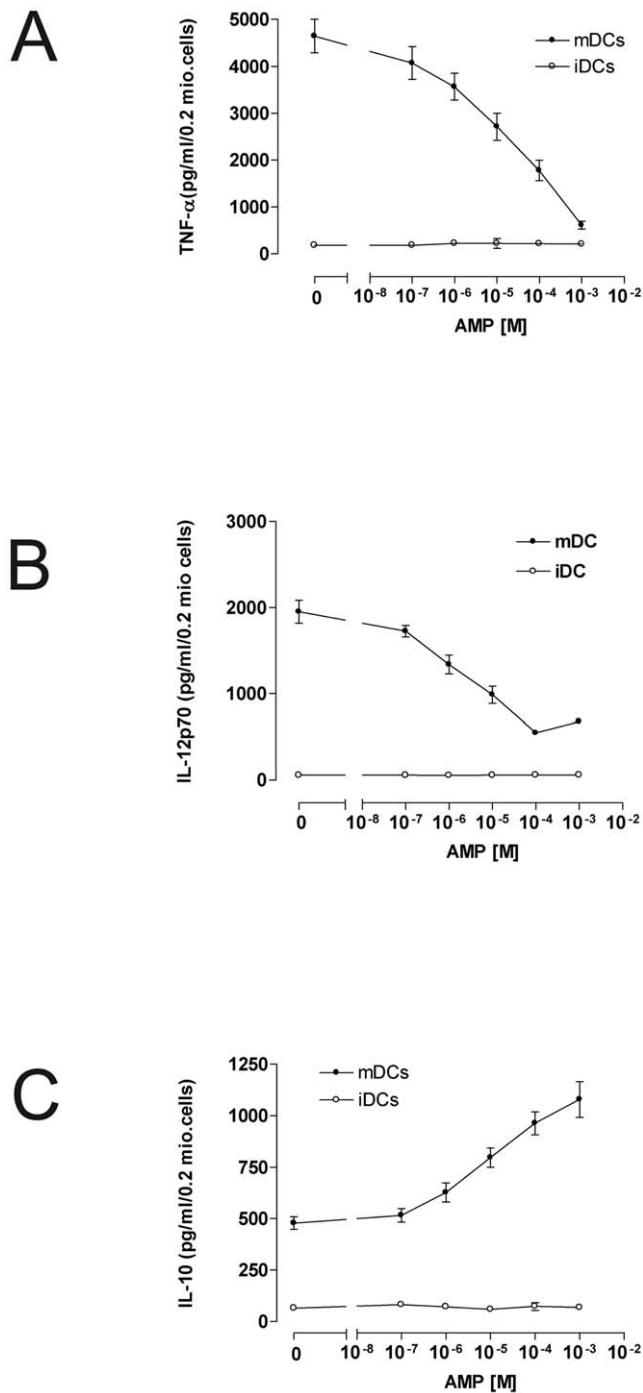 A
TNF-α(pg/ml/0.2 mio.cells)
5000
4000
3000
2000
1000
0
mDCs
iDCs
0 10-8 10-7 10-6 10-5 10-4 10-3 10-2
AMP [M]
B
IL-12p70 (pg/ml/0.2 mio cells)
3000
2000
1000
0
mDC
iDC
0 10-8 10-7 10-6 10-5 10-4 10-3 10-2
AMP [M]
C
IL-10 (pg/ml/0.2 mio.cells)
1250
1000
750
500
250
0
mDCs
iDCs
0 10-8 10-7 10-6 10-5 10-4 10-3 10-2
AMP [M]